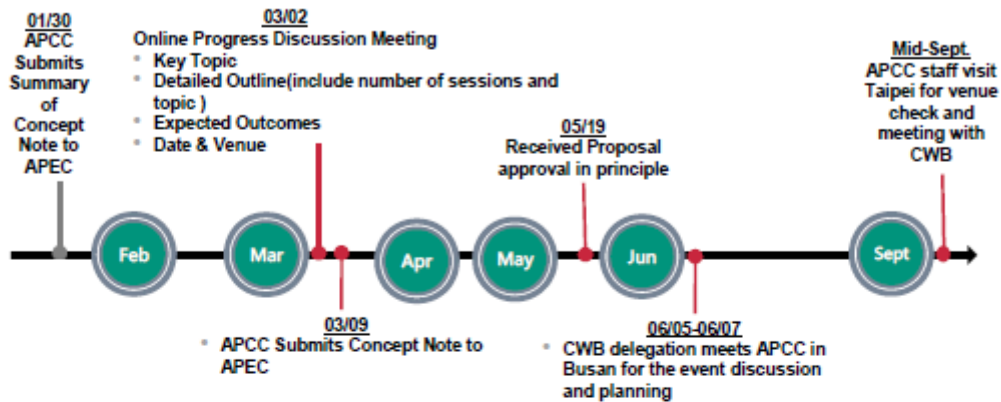 01/30
APCC
Submits
Summary
of
Concept
Note to
APEC
03/02
Online Progress Discussion Meeting
• Key Topic
• Detailed Outline(include number of sessions and
topic )
• Expected Outcomes
• Date & Venue
05/19
Received Proposal
approval in principle
Mid-Sept.
APCC staff visit
Taipei for venue
check and
meeting with
CWB
Feb
Mar
Apr
May
Jun
Sept
03/09
• APCC Submits Concept Note to
APEC
06/05-06/07
• CWB delegation meets APCC in
Busan for the event discussion
and planning